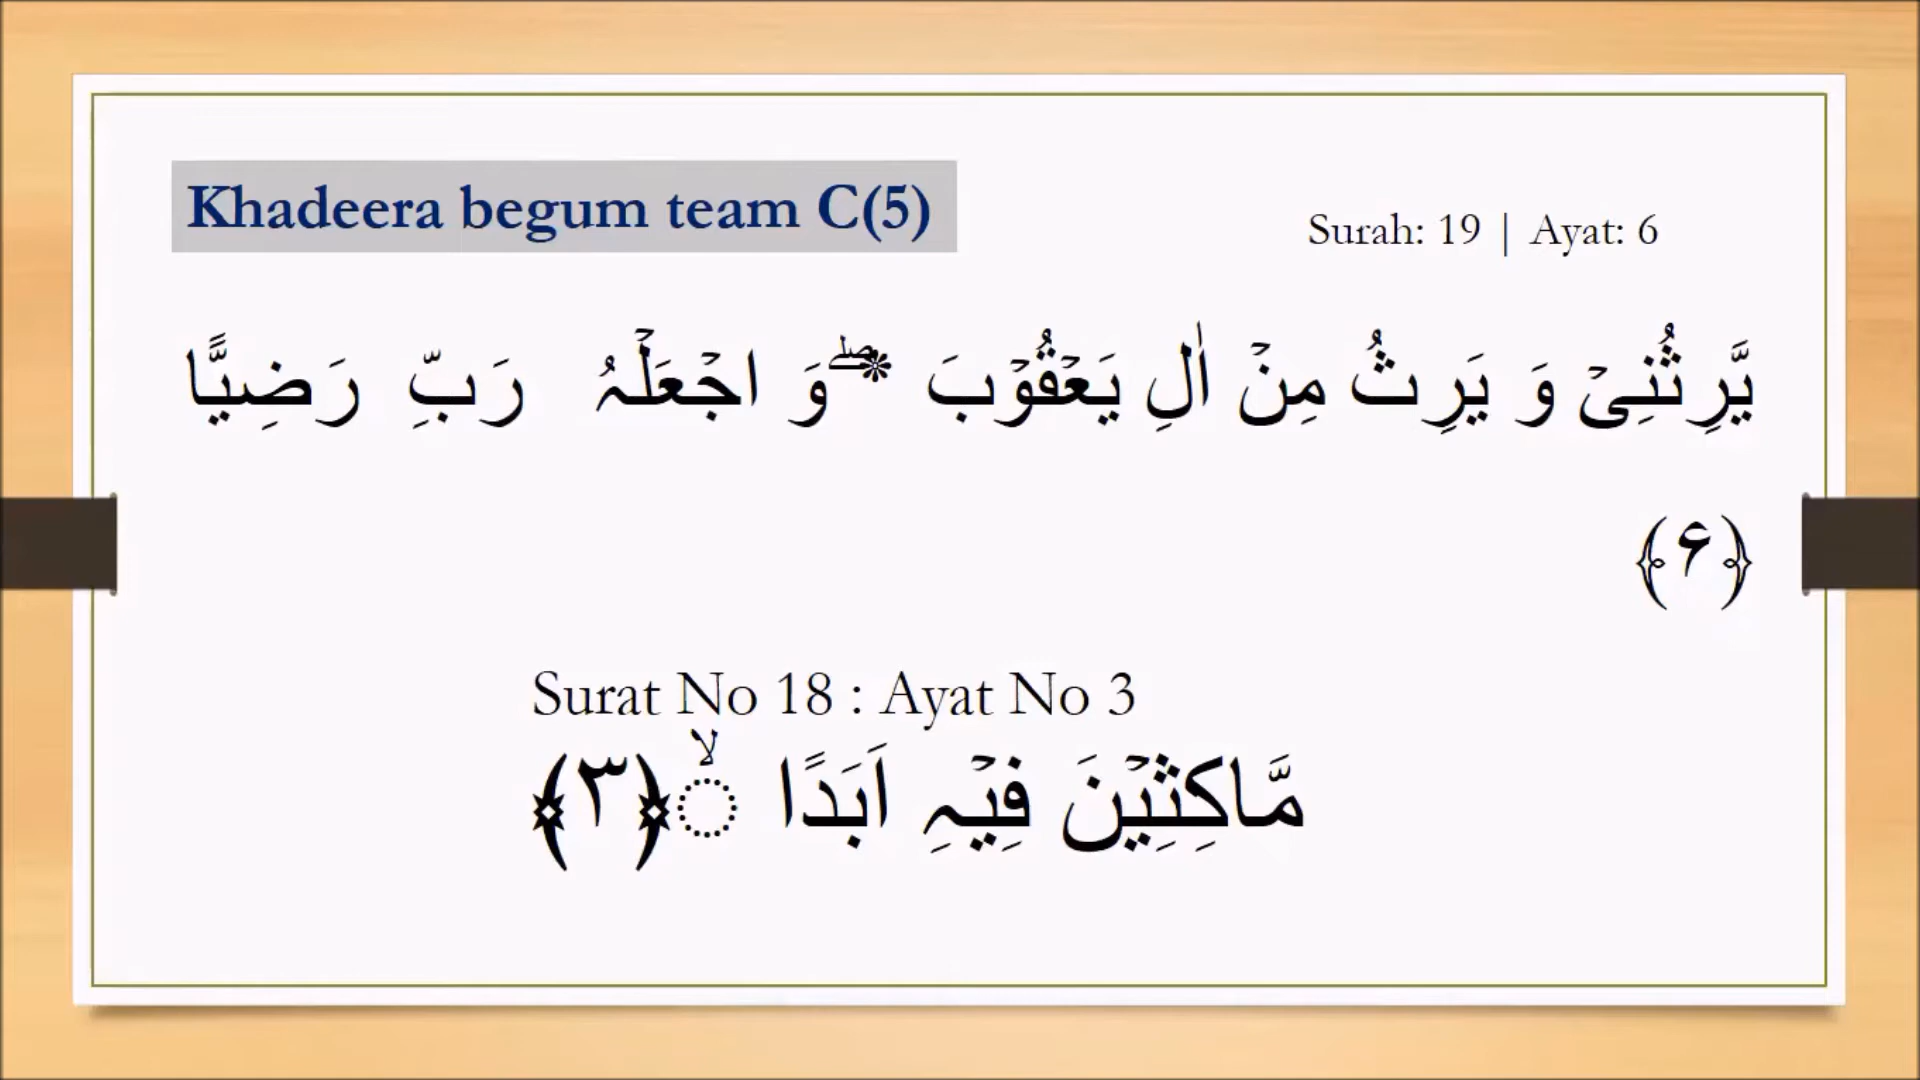 Khadeera begum team C(5)
Surah: 19 | Ayat: 6
یَّرِثُنِیۡ وَ یَرِثُ مِنۡ اٰلِ یَعۡقُوۡبَ ٭ۖ وَ اجۡعَلۡہُ رَبِّ رَضِیًّا
﴿۶﴾
Surat No 18 : Ayat No 3
مَّاکِثِیۡنَ فِیۡہِ اَبَدًا ۙ﴿۳﴾